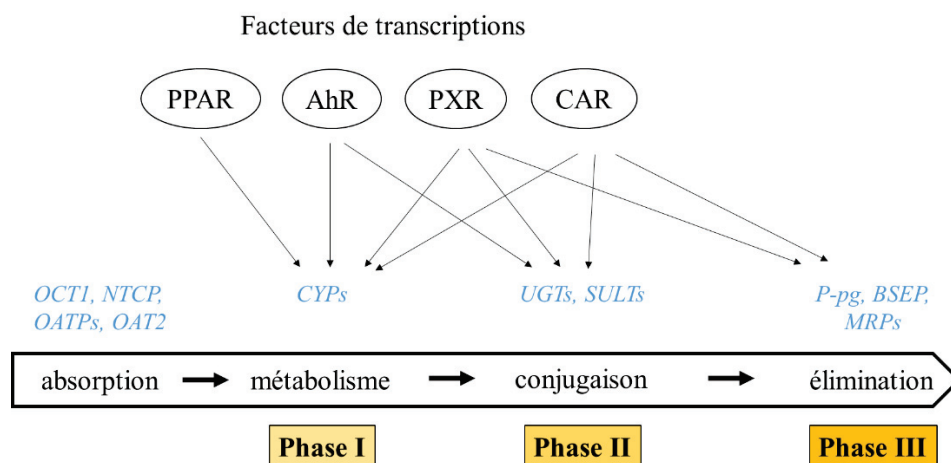 Facteurs de transcriptions
PPAR
AhR
PXR
CAR
OCT1, NTCP,
OATPs, OAT2
CYPs
UGTs, SULTs
P-pg, BSEP,
MRPs
absorption
métabolisme
conjugaison
élimination
Phase I
Phase II
Phase III